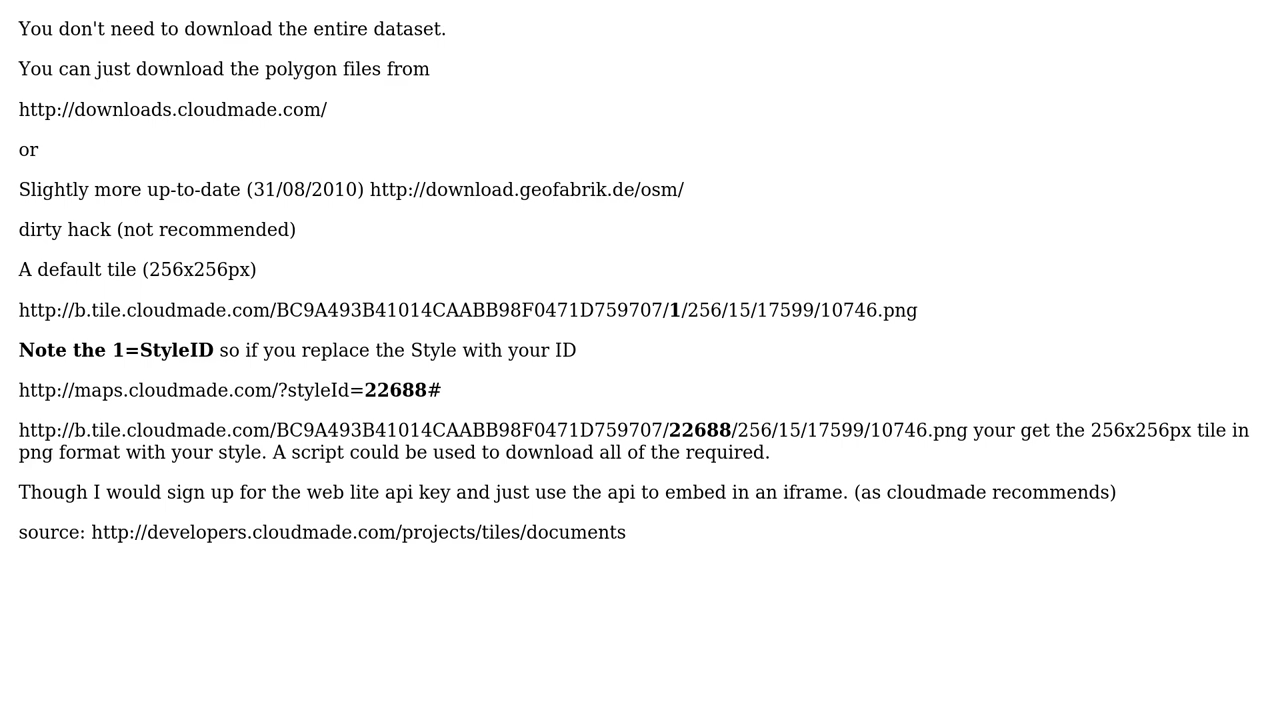 You don't need to download the entire dataset.
You can just download the polygon files from
http://downloads.cloudmade.com/
or
Slightly more up-to-date (31/08/2010) http://download.geofabrik.de/osm/
dirty hack (not recommended)
A default tile (256x256px)
http://b.tile.cloudmade.com/BC9A493B41014CAABB98F0471D759707/1/256/15/17599/10746.png
Note the 1=StyleID so if you replace the Style with your ID
http://maps.cloudmade.com/?styleId=22688#
http://b.tile.cloudmade.com/BC9A493B41014CAABB98F0471D759707/22688/256/15/17599/10746.png your get the 256x256px tile in
png format with your style. A script could be used to download all of the required.
Though I would sign up for the web lite api key and just use the api to embed in an iframe. (as cloudmade recommends)
source: http://developers.cloudmade.com/projects/tiles/documents